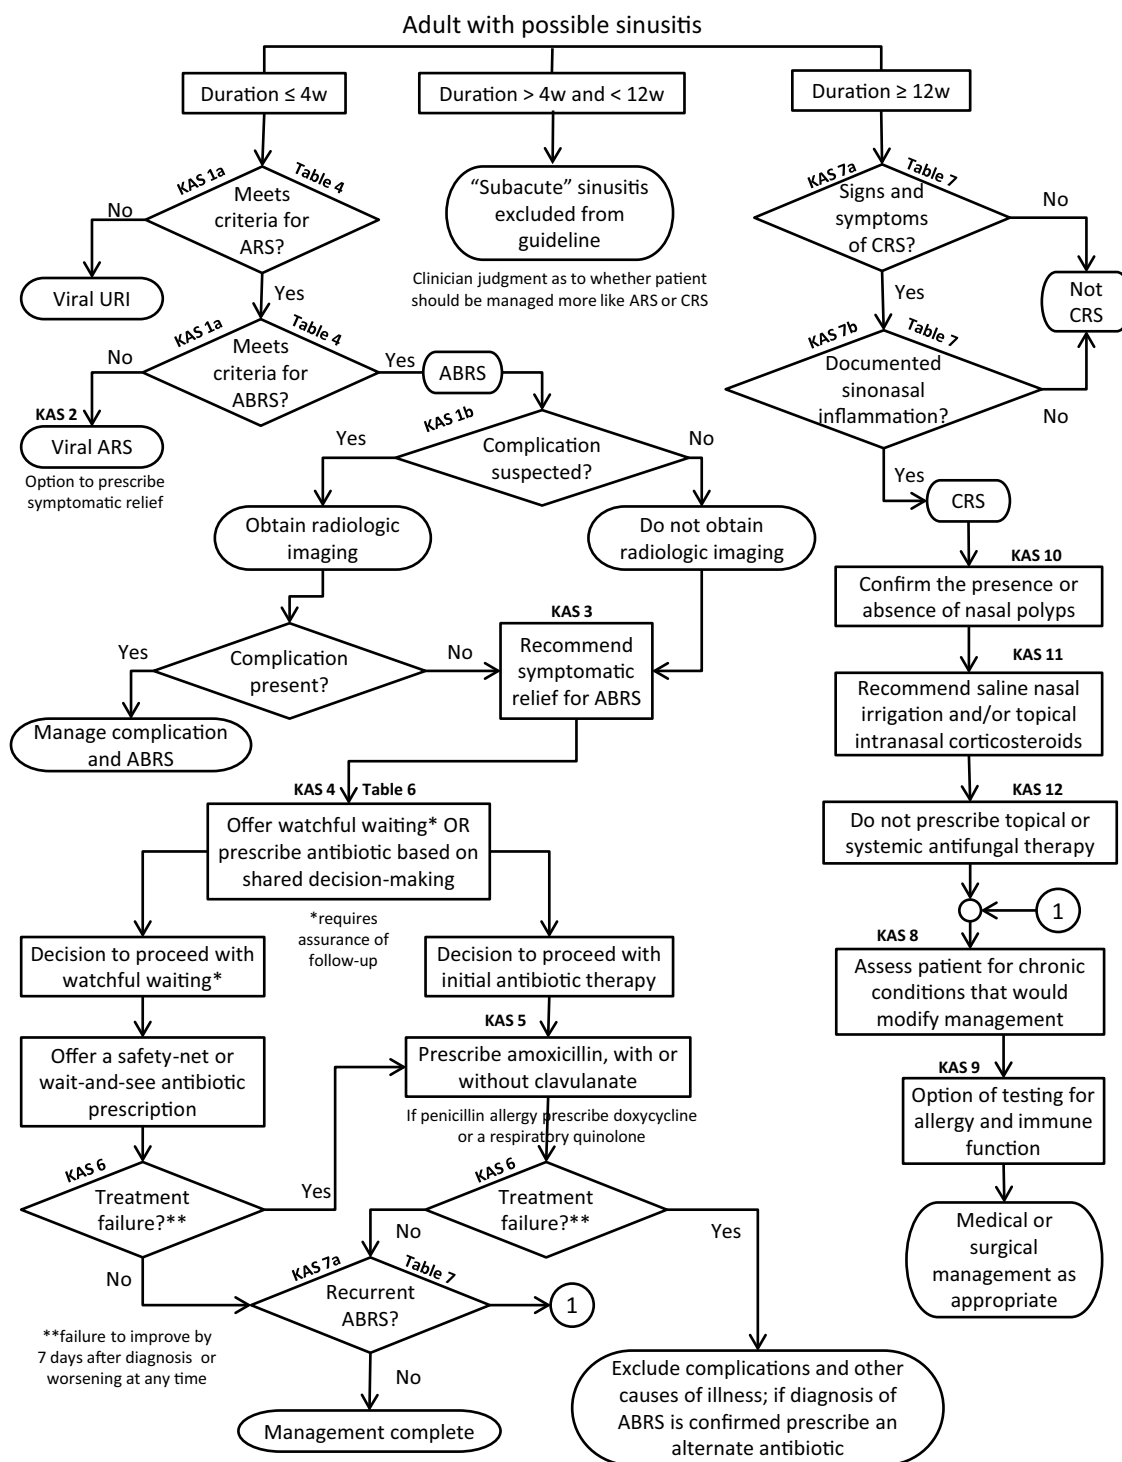 Adult with possible sinusitis
Duration ≤ 4w
Duration > 4w and < 12w
Duration ≥ 12w
KAS 1a
Table 4
Meets
criteria for
ARS?
No
Viral URI
Yes
"Subacute" sinusitis
excluded from
guideline
Clinician judgment as to whether patient
should be managed more like ARS or CRS
KAS 7a
Table 7
Signs and
symptoms
of CRS?
No
Not
CRS
Yes
KAS 1a
Table 4
Meets
criteria for
ABRS?
No
KAS 2
Viral ARS
Option to prescribe
symptomatic relief
Yes
ABRS
KAS 7b
Table 7
Documented
sinonasal
inflammation?
No
Yes
CRS
KAS 1b
Complication
suspected?
Yes
No
Obtain radiologic
imaging
Do not obtain
radiologic imaging
KAS 10
Confirm the presence or
absence of nasal polyps
KAS 3
Recommend
symptomatic
relief for ABRS
Complication
present?
Yes
No
Manage complication
and ABRS
KAS 11
Recommend saline nasal
irrigation and/or topical
intranasal corticosteroids
KAS 12
Do not prescribe topical or
systemic antifungal therapy
1
KAS 4
Table 6
Offer watchful waiting* OR
prescribe antibiotic based on
shared decision-making
*requires
assurance of
follow-up
Decision to proceed with
watchful waiting*
Decision to proceed with
initial antibiotic therapy
KAS 8
Assess patient for chronic
conditions that would
modify management
Offer a safety-net or
wait-and-see antibiotic
prescription
KAS 5
Prescribe amoxicillin, with or
without clavulanate
If penicillin allergy prescribe doxycycline
or a respiratory quinolone
KAS 9
Option of testing for
allergy and immune
function
KAS 6
Treatment
failure?**
Yes
No
KAS 6
Treatment
failure?**
No
Yes
Medical or
surgical
management as
appropriate
KAS 7a
Table 7
Recurrent
ABRS?
1
No
**failure to improve by
7 days after diagnosis or
worsening at any time
Management complete
Exclude complications and other
causes of illness; if diagnosis of
ABRS is confirmed prescribe an
alternate antibiotic